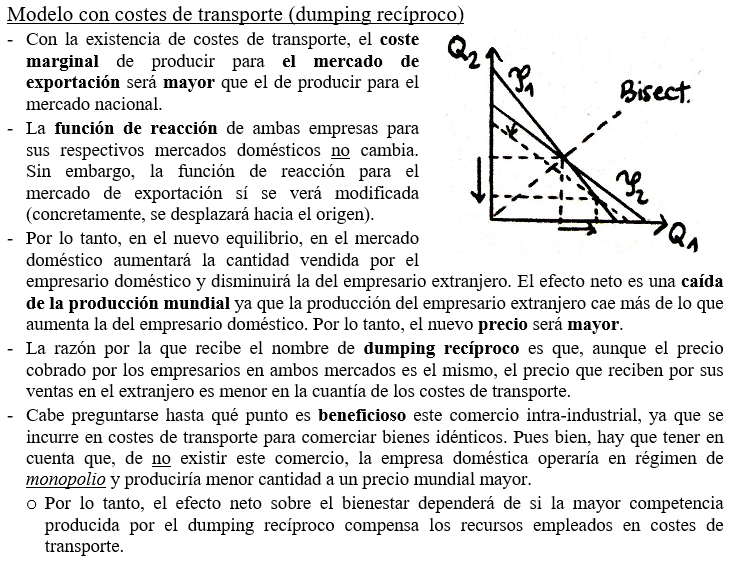 Modelo con costes de transporte (dumping recíproco)
- Con la existencia de costes de transporte, el coste
marginal de producir para el mercado de
exportación será mayor que el de producir para el
mercado nacional.
- La función de reacción de ambas empresas para
sus respectivos mercados domésticos no cambia.
Sin embargo, la función de reacción para el
mercado de exportación sí se verá modificada
(concretamente, se desplazará hacia el origen).
- Por lo tanto, en el nuevo equilibrio, en el mercado
doméstico aumentará la cantidad vendida por el
empresario doméstico y disminuirá la del empresario extranjero. El efecto neto es una caída
de la producción mundial ya que la producción del empresario extranjero cae más de lo que
aumenta la del empresario doméstico. Por lo tanto, el nuevo precio será mayor.
- La razón por la que recibe el nombre de dumping recíproco es que, aunque el precio
cobrado por los empresarios en ambos mercados es el mismo, el precio que reciben por sus
ventas en el extranjero es menor en la cuantía de los costes de transporte.
- Cabe preguntarse hasta qué punto es beneficioso este comercio intra-industrial, ya que se
incurre en costes de transporte para comerciar bienes idénticos. Pues bien, hay que tener en
cuenta que, de no existir este comercio, la empresa doméstica operaría en régimen de
monopolio y produciría menor cantidad a un precio mundial mayor.
o Por lo tanto, el efecto neto sobre el bienestar dependerá de si la mayor competencia
producida por el dumping recíproco compensa los recursos empleados en costes de
transporte.
Q2
φ1
Bisect.
φ2
Q1